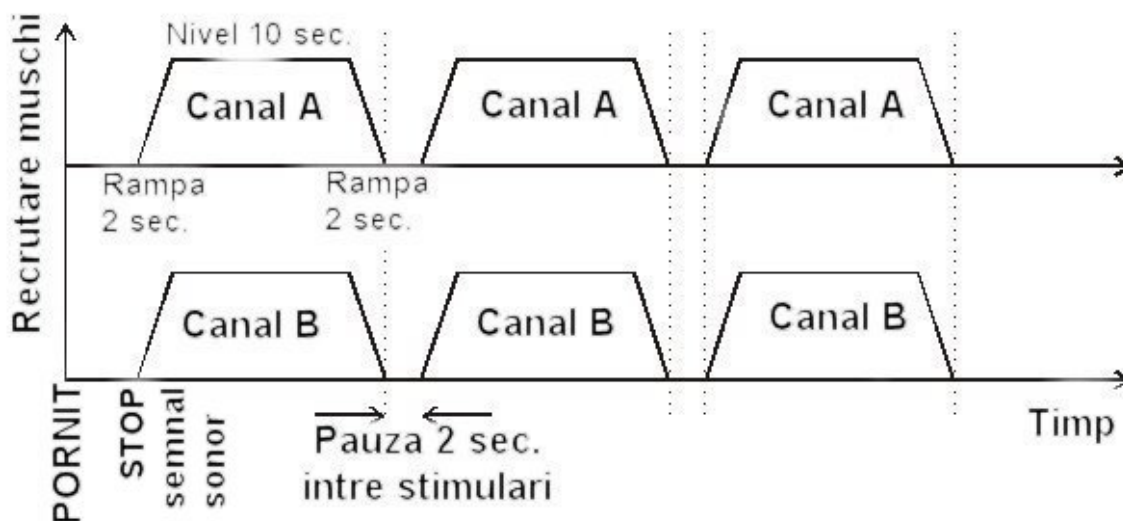 Recrutare muschi
Nivel 10 sec.
Canal A
Canal A
Canal A
Rampa
2 sec.
Rampa
2 sec.
Canal B
Canal B
Canal B
PORNIT
STOP
semnal
sonor
Pauza 2 sec.
intre stimulari
Timp